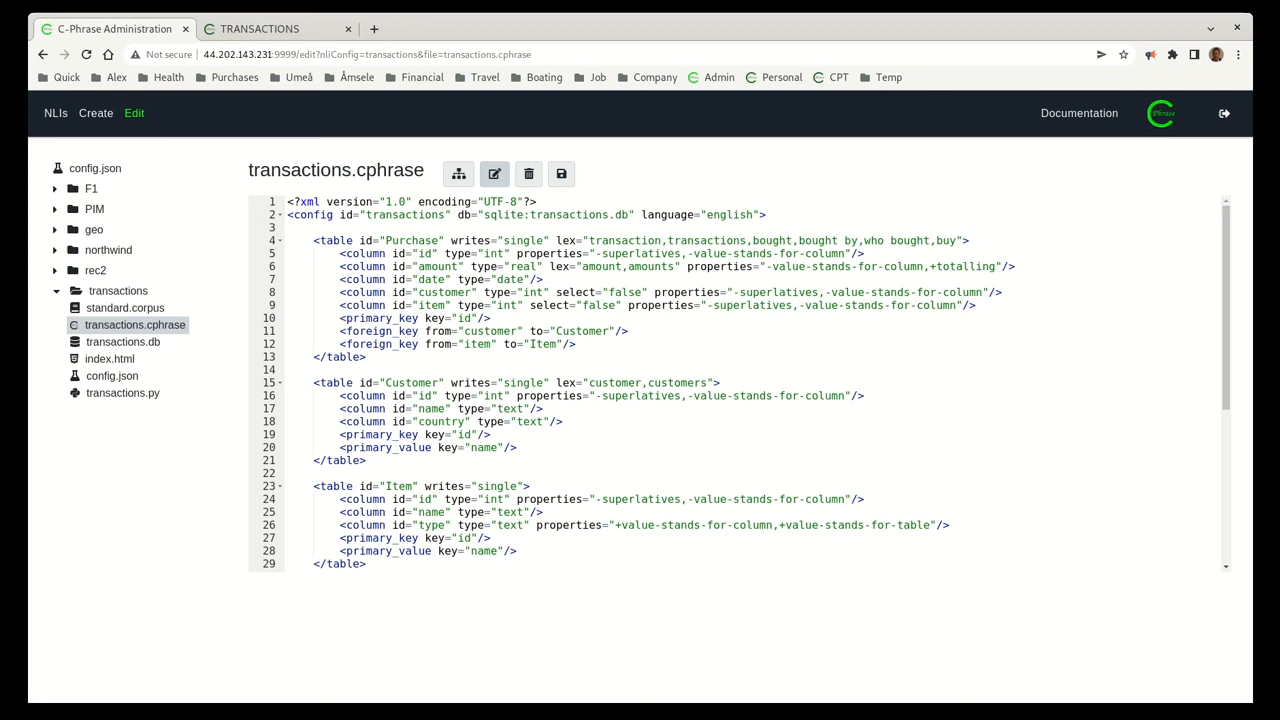 C-Phrase Administration
TRANSACTIONS
Not secure 44.202.143.231:9999/edit?nliConfig=transactions&file=transactions.cphrase
Quick Alex Health Purchases Umeå Åmsele Financial Travel Boating Job Company Admin Personal CPT Temp
NLIs Create Edit Documentation Phrase
config.json
F1
PIM
geo
northwind
rec2
transactions
standard.corpus
transactions.cphrase
transactions.db
index.html
config.json
transactions.py
transactions.cphrase
1 <?xml version="1.0" encoding="UTF-8"?>
2 <config id="transactions" db="sqlite:transactions.db" language="english">
3
4 <table id="Purchase" writes="single" lex="transaction,transactions,bought,bought by,who bought,buy">
5 <column id="id" type="int" properties="-superlatives,-value-stands-for-column"/>
6 <column id="amount" type="real" lex="amount,amounts" properties="-value-stands-for-column,+totalling"/>
7 <column id="date" type="date"/>
8 <column id="customer" type="int" select="false" properties="-superlatives,-value-stands-for-column"/>
9 <column id="item" type="int" select="false" properties="-superlatives,-value-stands-for-column"/>
10 <primary_key key="id"/>
11 <foreign_key from="customer" to="Customer"/>
12 <foreign_key from="item" to="Item"/>
13 </table>
14
15 <table id="Customer" writes="single" lex="customer,customers">
16 <column id="id" type="int" properties="-superlatives,-value-stands-for-column"/>
17 <column id="name" type="text"/>
18 <column id="country" type="text"/>
19 <primary_key key="id"/>
20 <primary_value key="name"/>
21 </table>
22
23 <table id="Item" writes="single">
24 <column id="id" type="int" properties="-superlatives,-value-stands-for-column"/>
25 <column id="name" type="text"/>
26 <column id="type" type="text" properties="+value-stands-for-column,+value-stands-for-table"/>
27 <primary_key key="id"/>
28 <primary_value key="name"/>
29 </table>